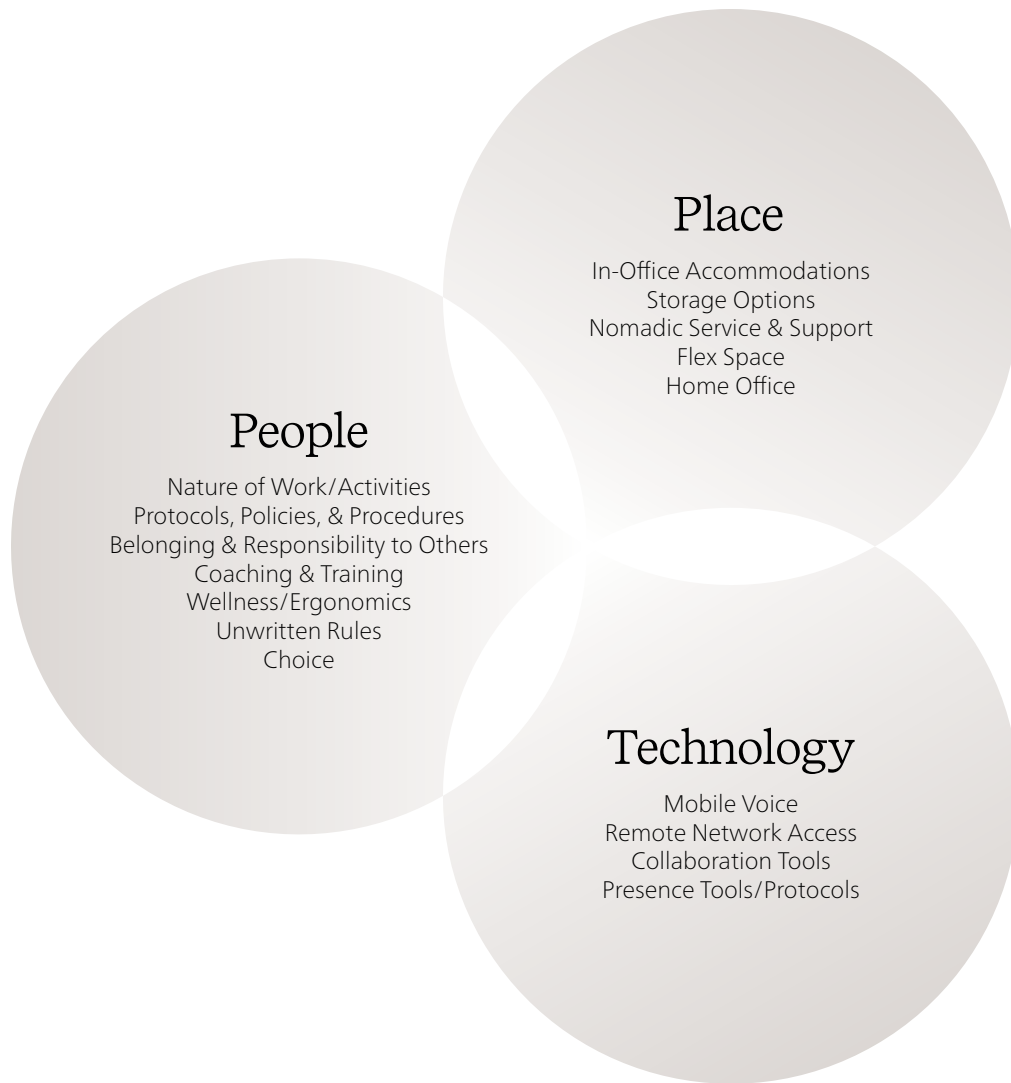 Place
In-Office Accommodations
Storage Options
Nomadic Service & Support
Flex Space
Home Office
People
Nature of Work/Activities
Protocols, Policies, & Procedures
Belonging & Responsibility to Others
Coaching & Training
Wellness/Ergonomics
Unwritten Rules
Choice
Technology
Mobile Voice
Remote Network Access
Collaboration Tools
Presence Tools/Protocols